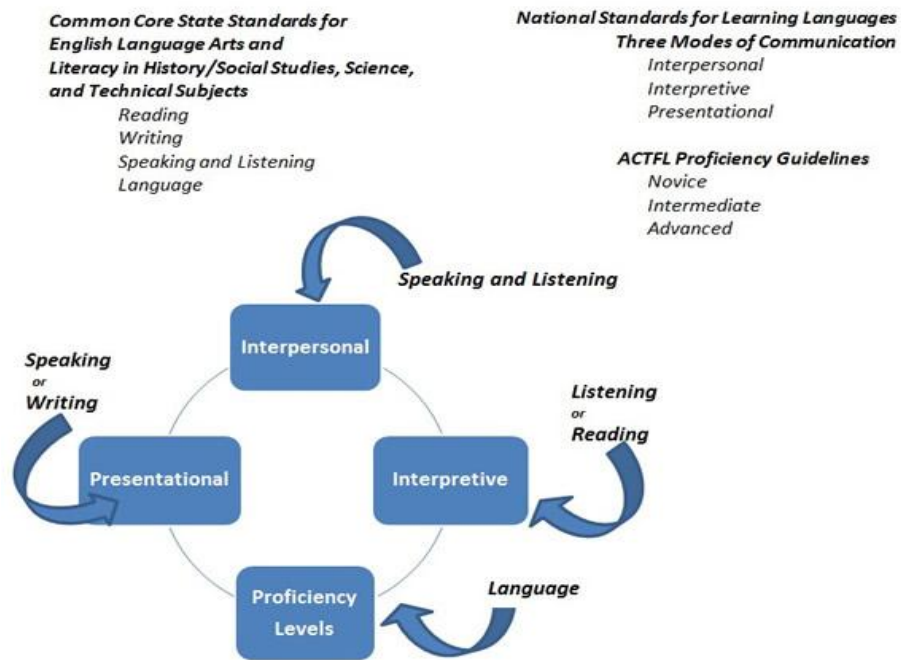 Common Core State Standards for
English Language Arts and
Literacy in History/Social Studies, Science,
and Technical Subjects
Reading
Writing
Speaking and Listening
Language
National Standards for Learning Languages
Three Modes of Communication
Interpersonal
Interpretive
Presentational
ACTFL Proficiency Guidelines
Novice
Intermediate
Advanced
Speaking and Listening
Interpersonal
Speaking
or
Writing
Listening
or
Reading
Presentational
Interpretive
Language
Proficiency
Levels